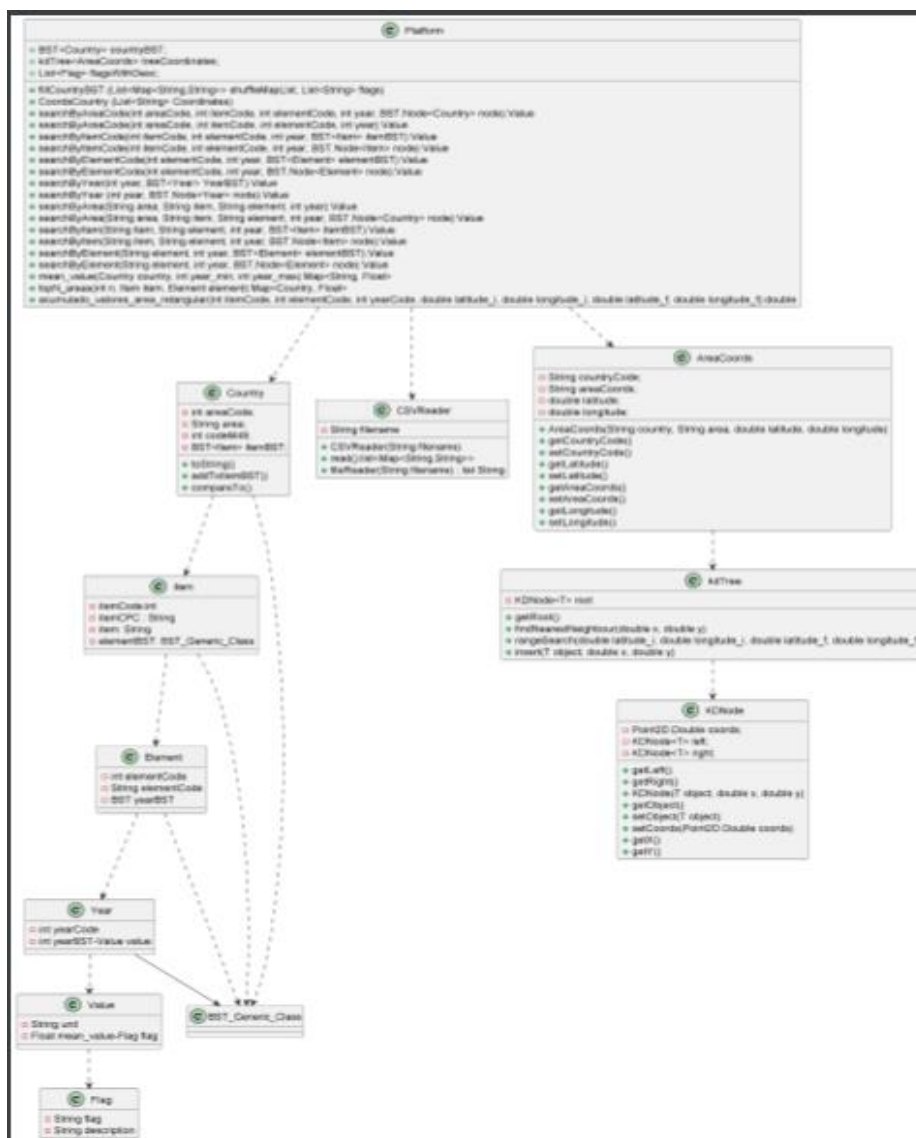 Platform
BST<Country> countryBST;
kdTree<AreaCoords> treeCoordinates;
List<Flag> flagsWithDesc;
fillCountryBST (List<Map<String,String>> shuffleMapList, List<String> flags)
CoordsCountry (List<String> Coordinates)
searchByAreaCode(int areaCode, int itemCode, int elementCode, int year, BST.Node<Country> node):Value
searchByAreaCode(int areaCode, int itemCode, int elementCode, int year):Value
searchByItemCode(int itemCode, int elementCode, int year, BST<Item> itemBST):Value
searchByItemCode(int itemCode, int elementCode, int year, BST.Node<Item> node):Value
searchByElementCode(int elementCode, int year, BST<Element> elementBST):Value
searchByElementCode(int elementCode, int year, BST.Node<Element> node):Value
searchByYear(int year, BST<Year> YearBST):Value
searchByYear (int year, BST.Node<Year> node):Value
searchByArea(String area, String item, String element, int year):Value
searchByArea(String area, String item, String element, int year, BST.Node<Country> node):Value
searchByItem(String item, String element, int year, BST<Item> itemBST):Value
searchByItem(String item, String element, int year, BST.Node<Item> node):Value
searchByElement(String element, int year, BST<Element> elementBST):Value
searchByElement(String element, int year, BST.Node<Element> node):Value
mean_value(Country country, int year_min, int year_max):Map<String, Float>
topN_areas(int n, Item item, Element element):Map<Country, Float>
acumulado_valores_area_retangular(int itemCode, int elementCode, int yearCode, double latitude_i, double longitude_i, double latitude_f, double longitude_f):double
Country
int areaCode;
String area;
int codeM49;
BST<Item> itemBST;
toString()
addToItemBST()
compareTo()
CSVReader
String filename
CSVReader(String filename)
read():list<Map<String,String>>
fileReader(String filename) : list String
AreaCoords
String countryCode;
String areaCoords;
double latitude;
double longitude;
AreaCoords(String country, String area, double latitude, double longitude)
getCountryCode()
setCountryCode()
getLatitude()
setLatitude()
getAreaCoords()
setAreaCoords()
getLongitude()
setLongitude()
Item
itemCode:int
itemCPC : String
item: String
elementBST: BST_Generic_Class
kdTree
KDNode<T> root
getRoot()
findNearestNeighbour(double x, double y)
rangeSearch(double latitude_i, double longitude_i, double latitude_f, double longitude_f)
insert(T object, double x, double y)
KDNode
Point2D.Double coords;
KDNode<T> left;
KDNode<T> right;
getLeft()
getRight()
KDNode(T object, double x, double y)
getObject()
setObject(T object)
setCoords(Point2D.Double coords)
getX()
getY()
Element
int elementCode
String elementCode
BST yearBST
Year
int yearCode
int yearBST-Value value;
Value
String unit
Float mean_value-Flag flag
BST_Generic_Class
Flag
String flag
String description